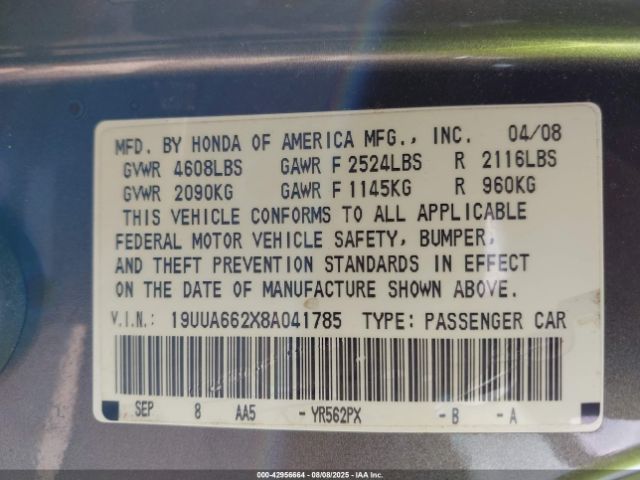 MFD. BY HONDA OF AMERICA MFG., INC. 04/08
GVWR 4608LBS GAWR F 2524LBS R 2116LBS
GVWR 2090KG GAWR F 1145KG R 960KG
THIS VEHICLE CONFORMS TO ALL APPLICABLE
FEDERAL MOTOR VEHICLE SAFETY, BUMPER,
AND THEFT PREVENTION STANDARDS IN EFFECT
ON THE DATE OF MANUFACTURE SHOWN ABOVE.
V.I.N.: 19UUA662X8A041785 TYPE: PASSENGER CAR
SEP 8 AA5 - YR562PX - B - A
000-42956664 | 08/08/2025 | IAA, Inc.